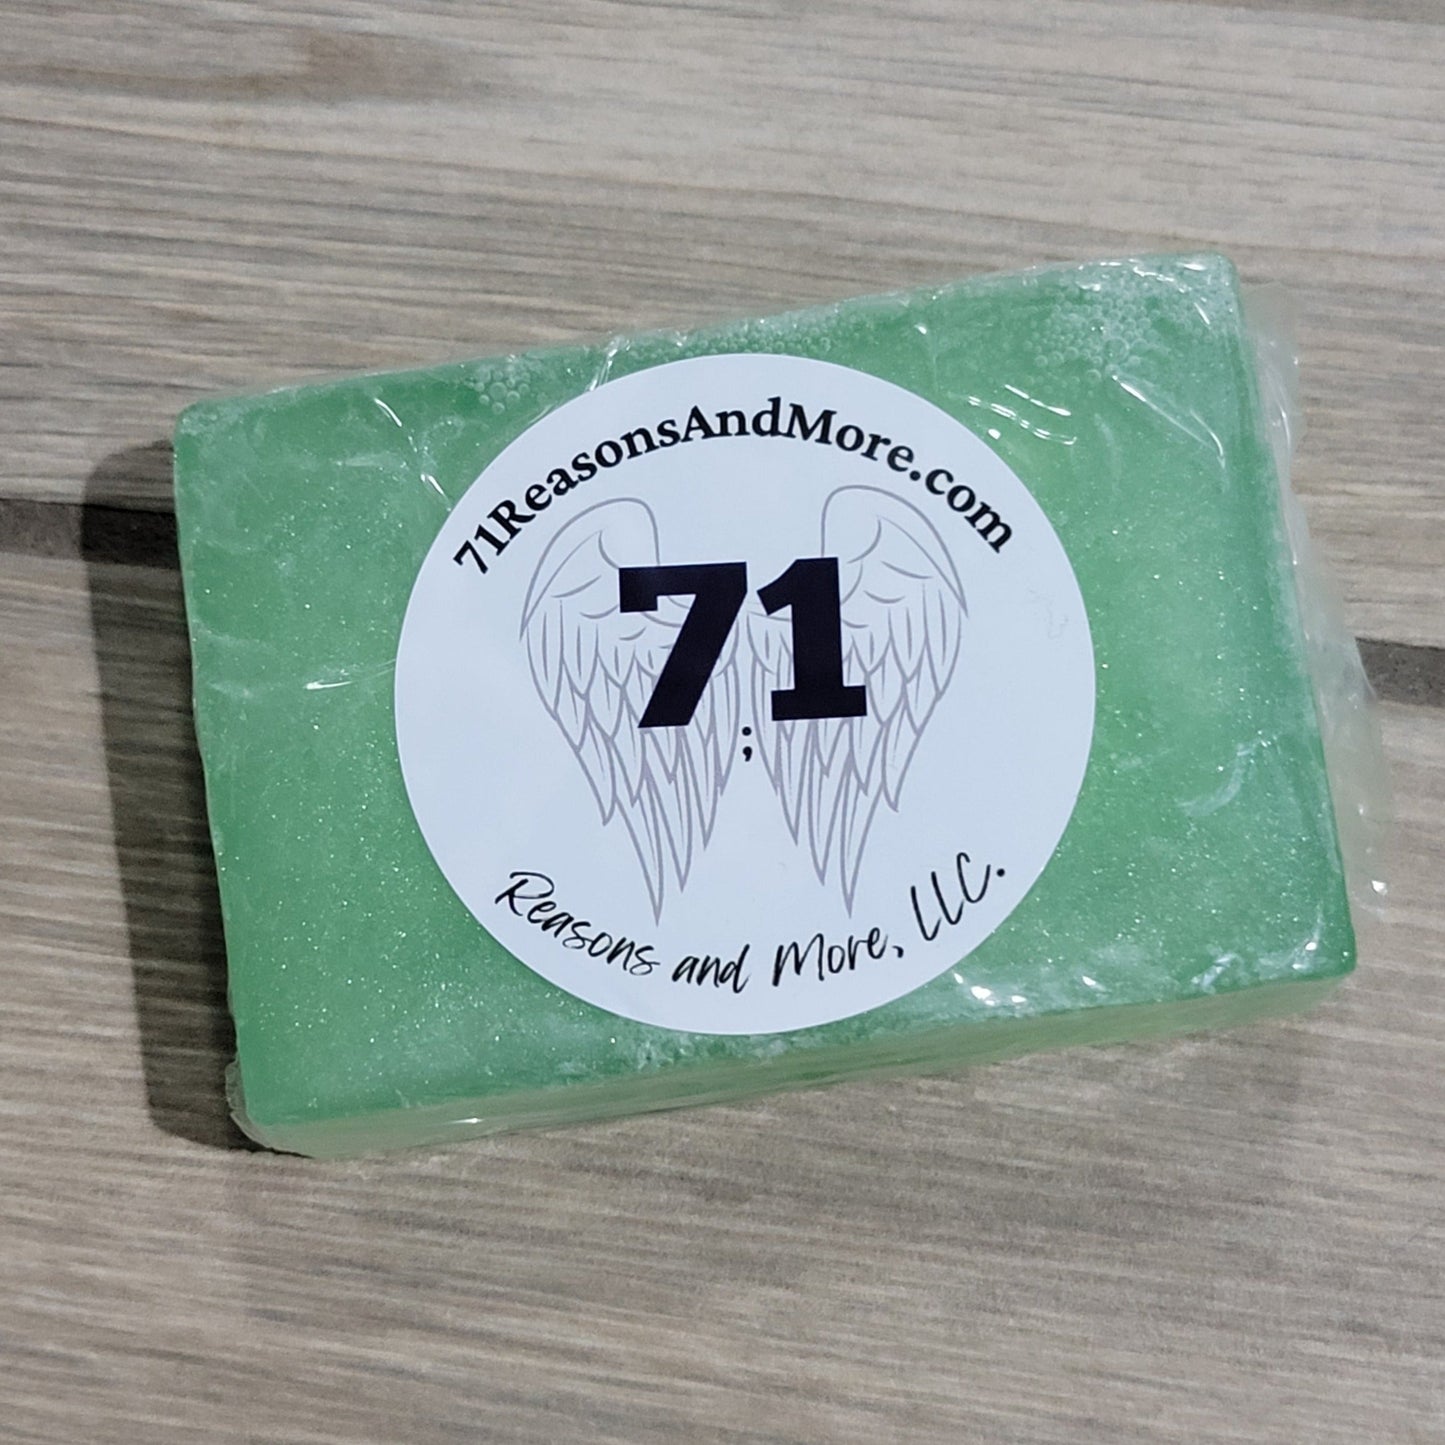 71ReasonsAndMore.com
71
;
Reasons and More, LLC.